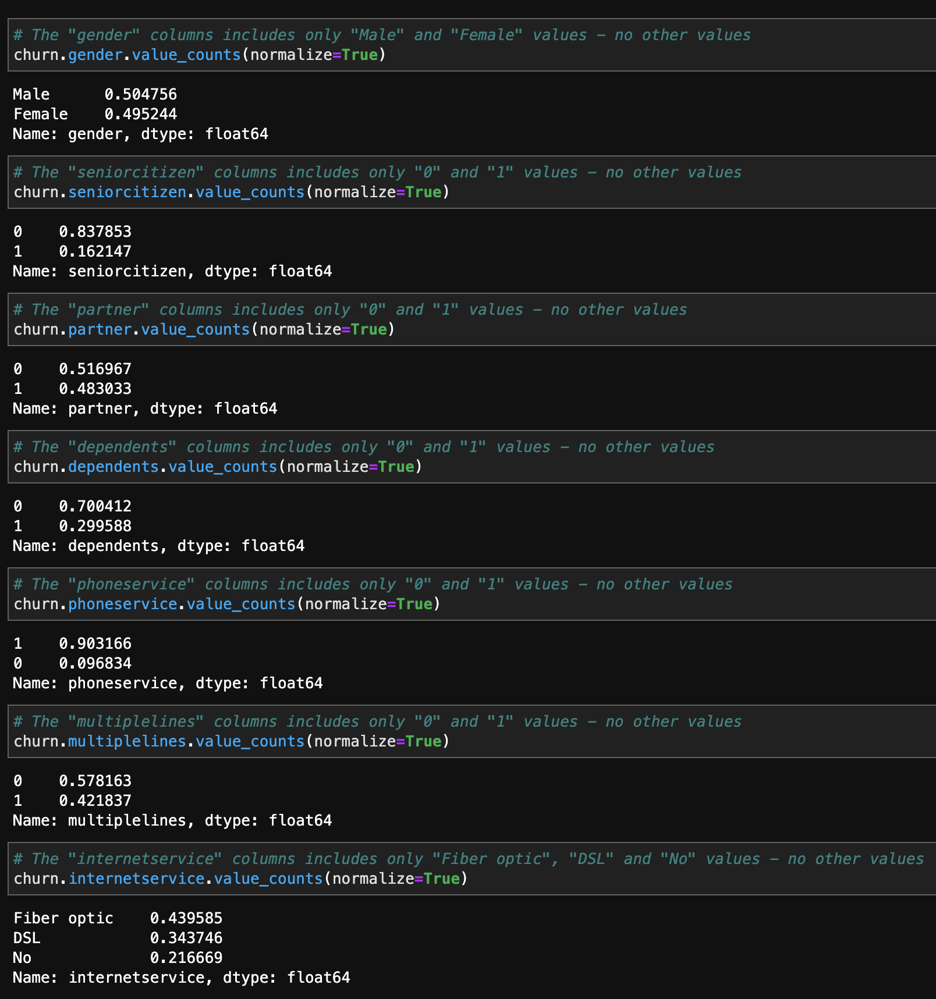 # The "gender" columns includes only "Male" and "Female" values – no other values
churn.gender.value_counts(normalize=True)
Male      0.504756
Female    0.495244
Name: gender, dtype: float64
# The "seniorcitizen" columns includes only "0" and "1" values – no other values
churn.seniorcitizen.value_counts(normalize=True)
0    0.837853
1    0.162147
Name: seniorcitizen, dtype: float64
# The "partner" columns includes only "0" and "1" values – no other values
churn.partner.value_counts(normalize=True)
0    0.516967
1    0.483033
Name: partner, dtype: float64
# The "dependents" columns includes only "0" and "1" values – no other values
churn.dependents.value_counts(normalize=True)
0    0.700412
1    0.299588
Name: dependents, dtype: float64
# The "phoneservice" columns includes only "0" and "1" values – no other values
churn.phoneservice.value_counts(normalize=True)
1    0.903166
0    0.096834
Name: phoneservice, dtype: float64
# The "multiplelines" columns includes only "0" and "1" values – no other values
churn.multiplelines.value_counts(normalize=True)
0    0.578163
1    0.421837
Name: multiplelines, dtype: float64
# The "internetservice" columns includes only "Fiber optic", "DSL" and "No" values – no other values
churn.internetservice.value_counts(normalize=True)
Fiber optic    0.439585
DSL            0.343746
No             0.216669
Name: internetservice, dtype: float64